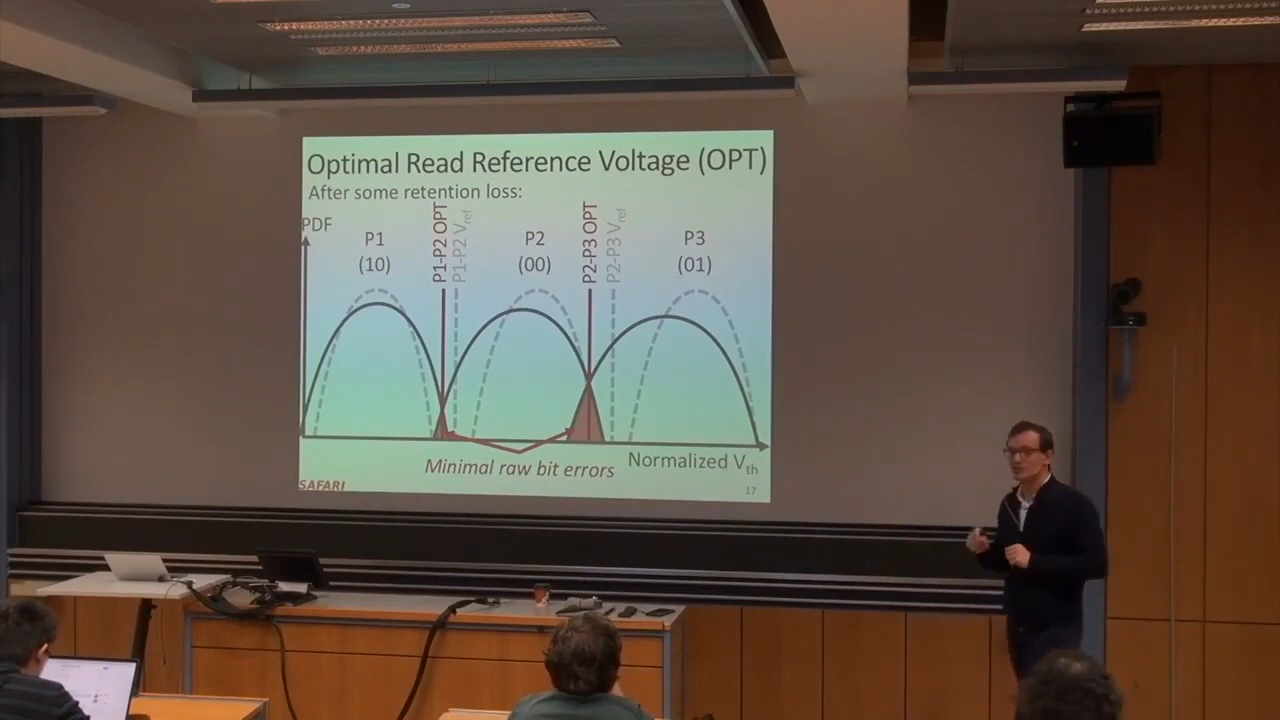 Optimal Read Reference Voltage (OPT)
After some retention loss:
PDF
P1
(10)
P1-P2 OPT
P1-P2 Vref
P2
(00)
P2-P3 OPT
P2-P3 Vref
P3
(01)
Minimal raw bit errors
Normalized Vth
SAFARI
17